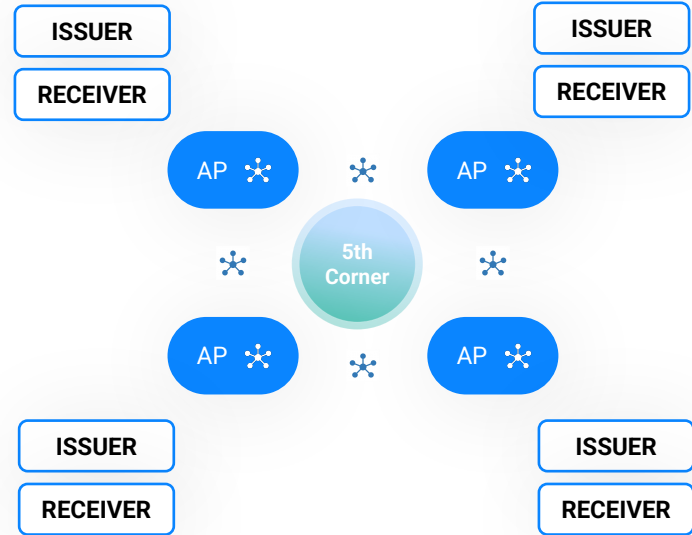 ISSUER
ISSUER
RECEIVER
RECEIVER
AP
AP
5th
Corner
AP
AP
ISSUER
ISSUER
RECEIVER
RECEIVER